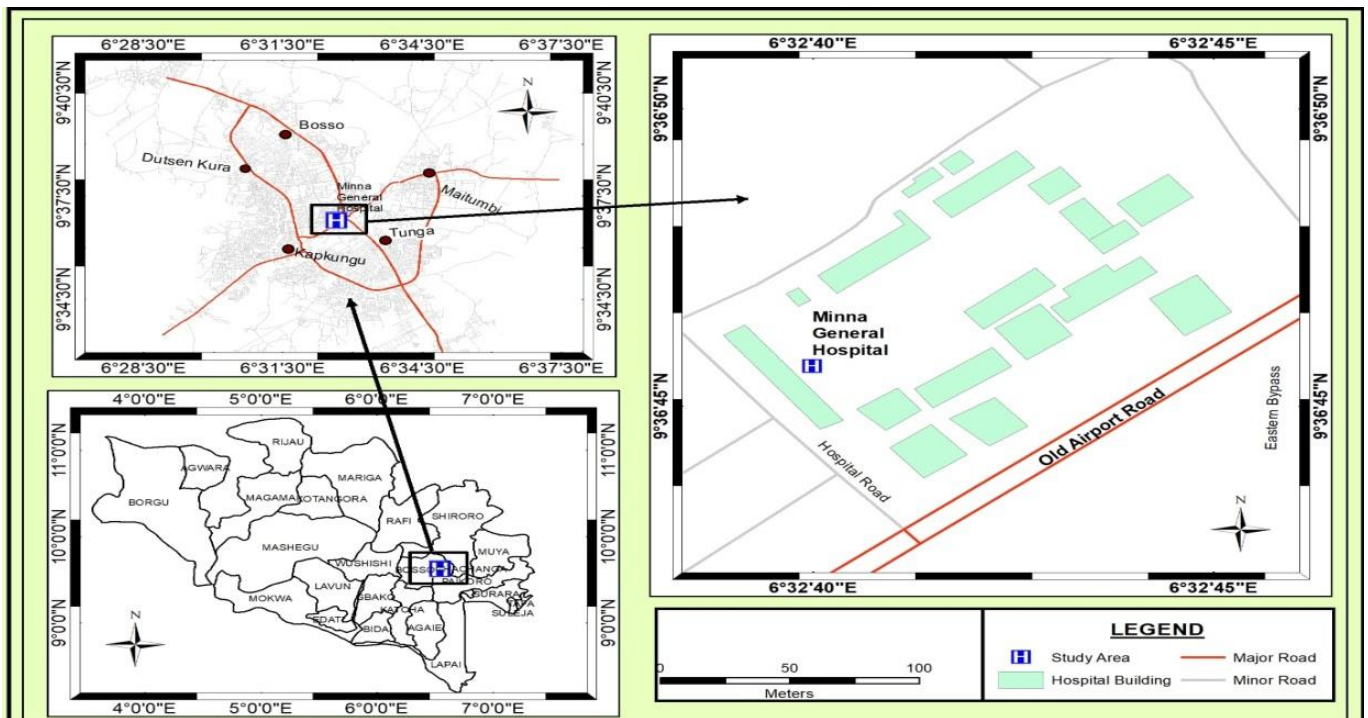 6°28'30"E 6°31'30"E 6°34'30"E 6°37'30"E
9°40'30"N
9°40'30"N
N
Bosso
Dutsen Kura
9°37'30"N
9°37'30"N
Minna
General
Hospital
H
Maitumbi
Tunga
Kapkungu
9°34'30"N
9°34'30"N
6°28'30"E 6°31'30"E 6°34'30"E 6°37'30"E
4°0'0"E 5°0'0"E 6°0'0"E 7°0'0"E
11°0'0"N
11°0'0"N
RIJAU
AGWARA
MARIGA
BORGU
MAGAMA
KOTANGORA
RAFI
SHIRORO
10°0'0"N
10°0'0"N
MASHEGU
MUYA
WUSHISHI
BOSSO
H
CHACHANGA
PAIKORO
LAVUN
MOKWA
GBAKO
GURARA
KATCHA
SULEJA
EDATI
BIDA
AGAIE
9°0'0"N
9°0'0"N
N
LAPAI
4°0'0"E 5°0'0"E 6°0'0"E 7°0'0"E
6°32'40"E 6°32'45"E
9°36'50"N
9°36'50"N
Minna
General
Hospital
H
9°36'45"N
9°36'45"N
Old Airport Road
Eastern Bypass
Hospital Road
N
6°32'40"E 6°32'45"E
0 50 100
Meters
LEGEND
H Study Area Major Road
Hospital Building Minor Road